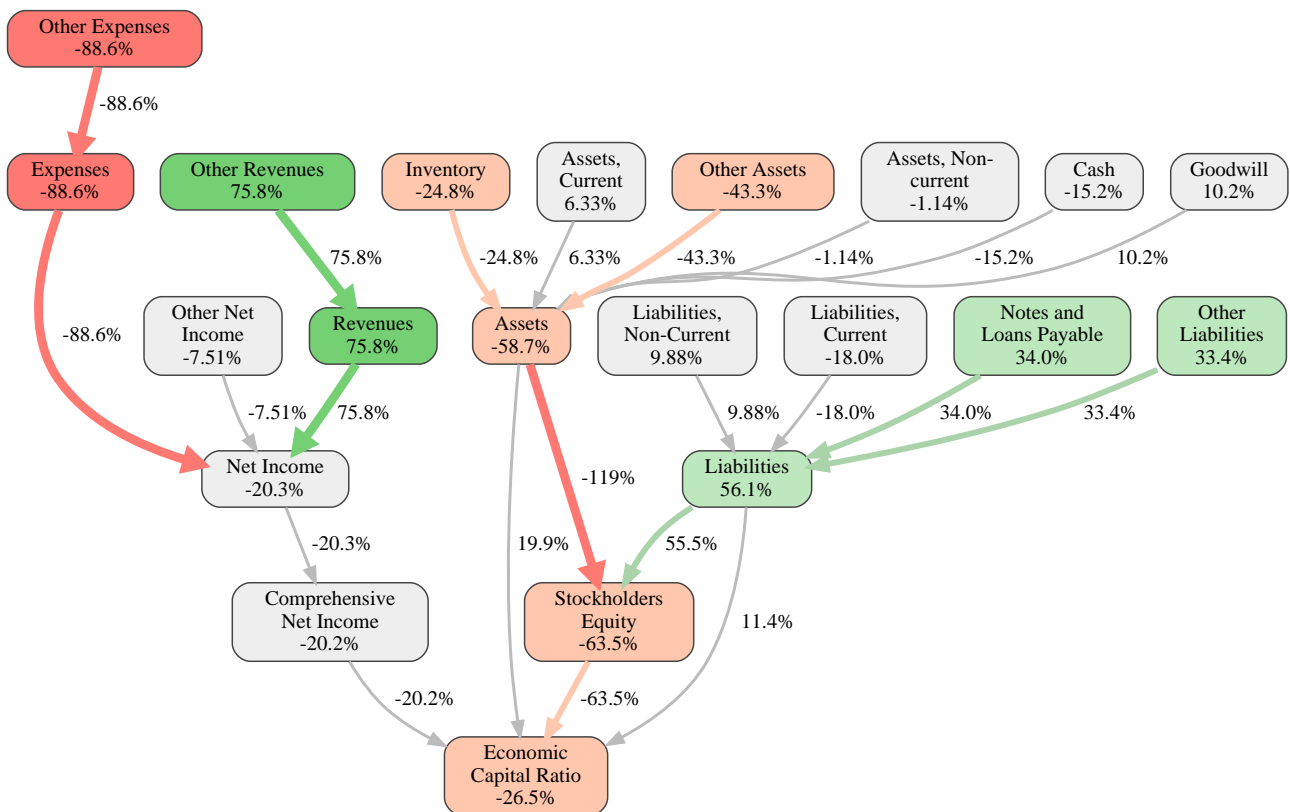 Other Expenses
-88.6%
-88.6%
Expenses
-88.6%
Other Revenues
75.8%
Inventory
-24.8%
Assets,
Current
6.33%
Other Assets
-43.3%
Assets, Non-
current
-1.14%
Cash
-15.2%
Goodwill
10.2%
75.8%
-24.8%
6.33%
-43.3%
-1.14%
-15.2%
10.2%
-88.6%
Other Net
Income
-7.51%
Revenues
75.8%
Assets
-58.7%
Liabilities,
Non-Current
9.88%
Liabilities,
Current
-18.0%
Notes and
Loans Payable
34.0%
Other
Liabilities
33.4%
-7.51%
75.8%
9.88%
-18.0%
34.0%
33.4%
Net Income
-20.3%
-119%
Liabilities
56.1%
-20.3%
19.9%
55.5%
Comprehensive
Net Income
-20.2%
Stockholders
Equity
-63.5%
11.4%
-20.2%
-63.5%
Economic
Capital Ratio
-26.5%